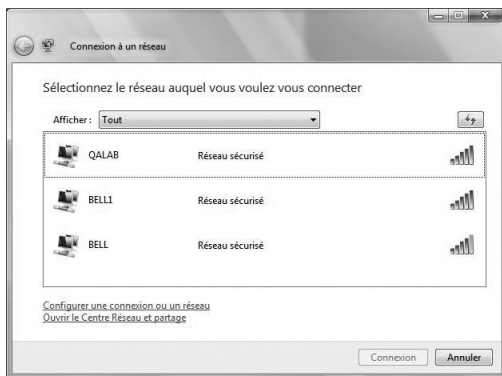 Connexion à un réseau
Sélectionnez le réseau auquel vous voulez vous connecter
Afficher : Tout
QALAB Réseau sécurisé
BELL1 Réseau sécurisé
BELL Réseau sécurisé
Configurer une connexion ou un réseau
Ouvrir le Centre Réseau et partage
Connexion Annuler